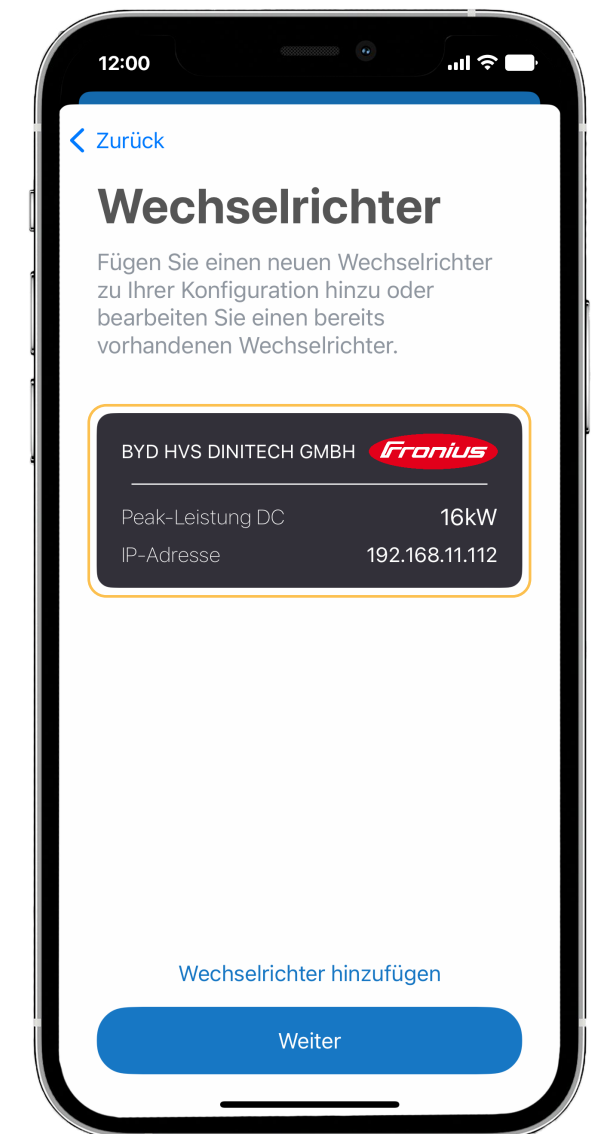 12:00
Zurück
Wechselrichter
Fügen Sie einen neuen Wechselrichter
zu Ihrer Konfiguration hinzu oder
bearbeiten Sie einen bereits
vorhandenen Wechselrichter.
BYD HVS DINITECH GMBH Fronius
Peak-Leistung DC 16kW
IP-Adresse 192.168.11.112
Wechselrichter hinzufügen
Weiter